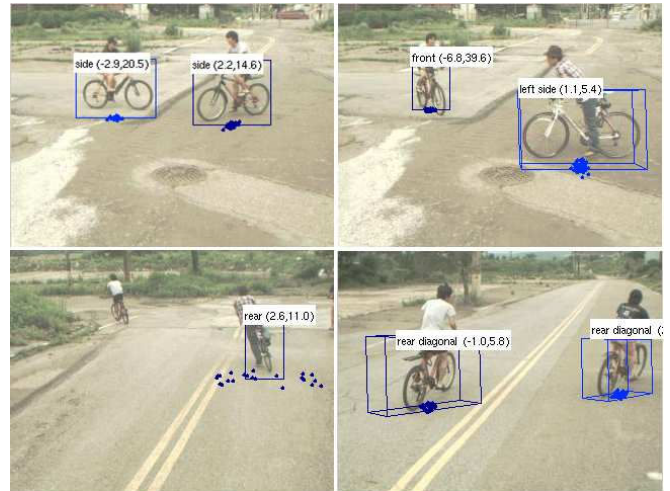 side (-2.9,20.5)
side (2.2,14.6)
front (-6.8,39.6)
left side (1.1,5.4)
rear (2.6,11.0)
rear diagonal (-1.0,5.8)
rear diagonal (2